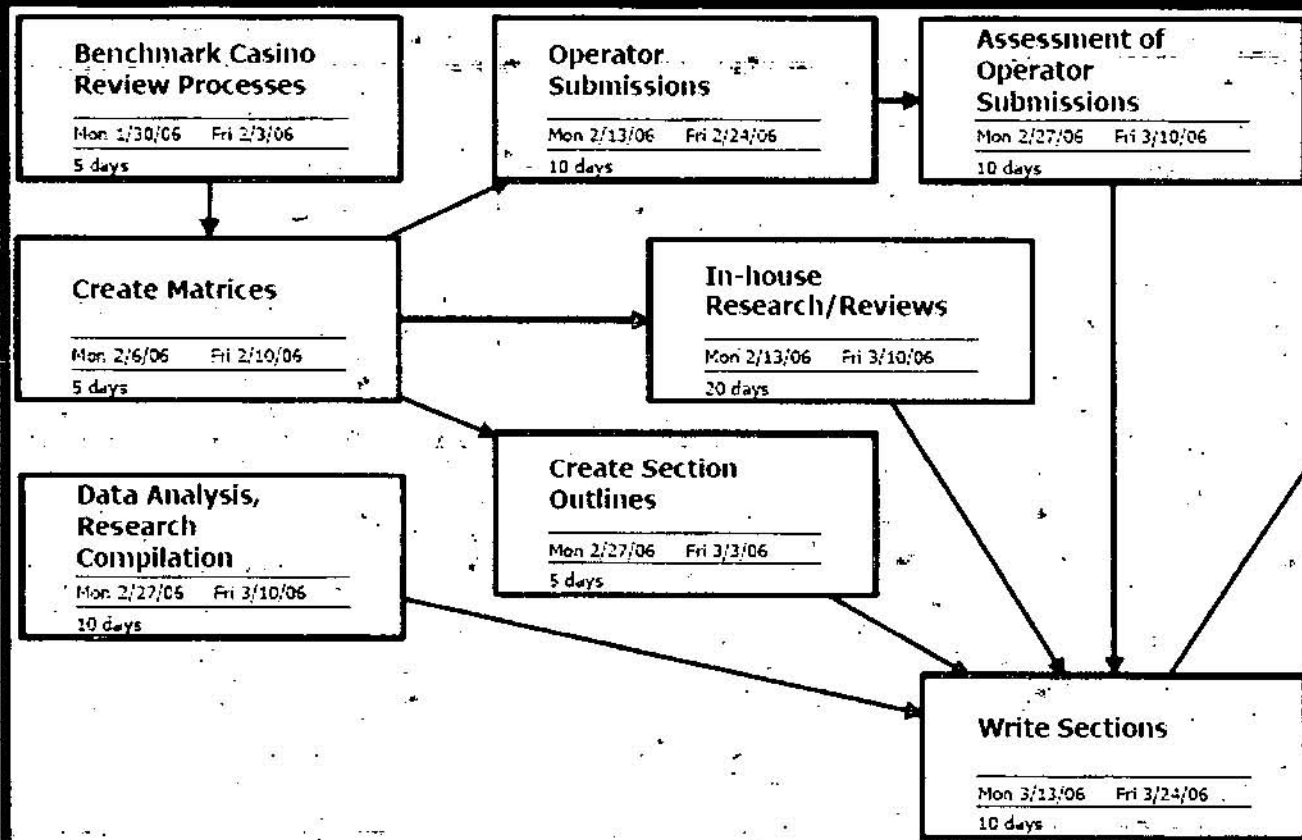 Benchmark Casino
Review Processes
Mon 1/30/06 Fri 2/3/06
5 days
Operator
Submissions
Mon 2/13/06 Fri 2/24/06
10 days
Assessment of
Operator
Submissions
Mon 2/27/06 Fri 3/10/06
10 days
Create Matrices
Mon 2/6/06 Fri 2/10/06
5 days
In-house
Research/Reviews
Mon 2/13/06 Fri 3/10/06
20 days
Create Section
Outlines
Mon 2/27/06 Fri 3/3/06
5 days
Data Analysis,
Research
Compilation
Mon 2/27/06 Fri 3/10/06
10 days
Write Sections
Mon 3/13/06 Fri 3/24/06
10 days